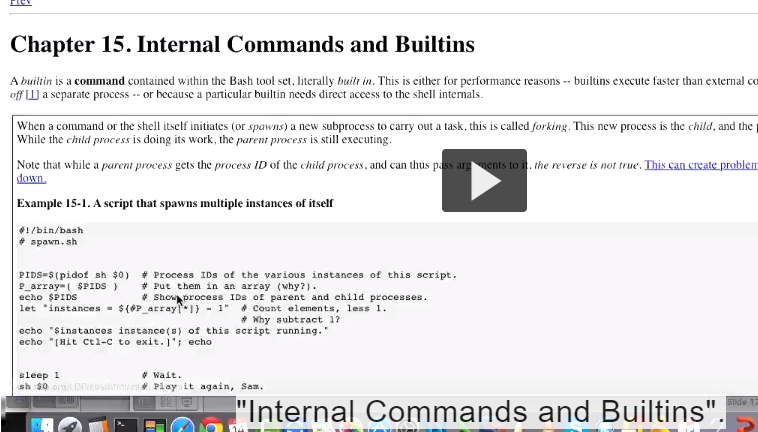 Prev
Chapter 15. Internal Commands and Builtins
A builtin is a command contained within the Bash tool set, literally built in. This is either for performance reasons -- builtins execute faster than external co
off [1] a separate process -- or because a particular builtin needs direct access to the shell internals.
When a command or the shell itself initiates (or spawns) a new subprocess to carry out a task, this is called forking. This new process is the child, and the p
While the child process is doing its work, the parent process is still executing.
Note that while a parent process gets the process ID of the child process, and can thus pass arguments to it, the reverse is not true. This can create problem
down.
Example 15-1. A script that spawns multiple instances of itself
#!/bin/bash
# spawn.sh
PIDS=$(pidof sh $0) # Process IDs of the various instances of this script.
P_array=( $PIDS ) # Put them in an array (why?).
echo $PIDS # Show process IDs of parent and child processes.
let "instances = ${#P_array[*]} - 1" # Count elements, less 1.
# Why subtract 1?
echo "$instances instance(s) of this script running."
echo "[Hit Ctl-C to exit.]"; echo
sleep 1 # Wait.
sh $0 # Play it again, Sam.
Slide 17
"Internal Commands and Builtins".